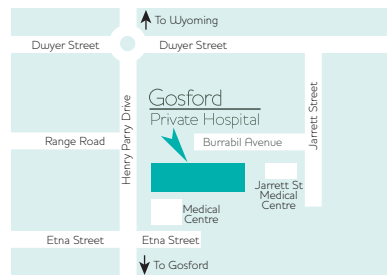 To Wyoming
Dwyer Street
Dwyer Street
Gosford
Private Hospital
Henry Parry Drive
Jarrett Street
Range Road
Burrabil Avenue
Jarrett St
Medical
Centre
Medical
Centre
Etna Street
Etna Street
To Gosford